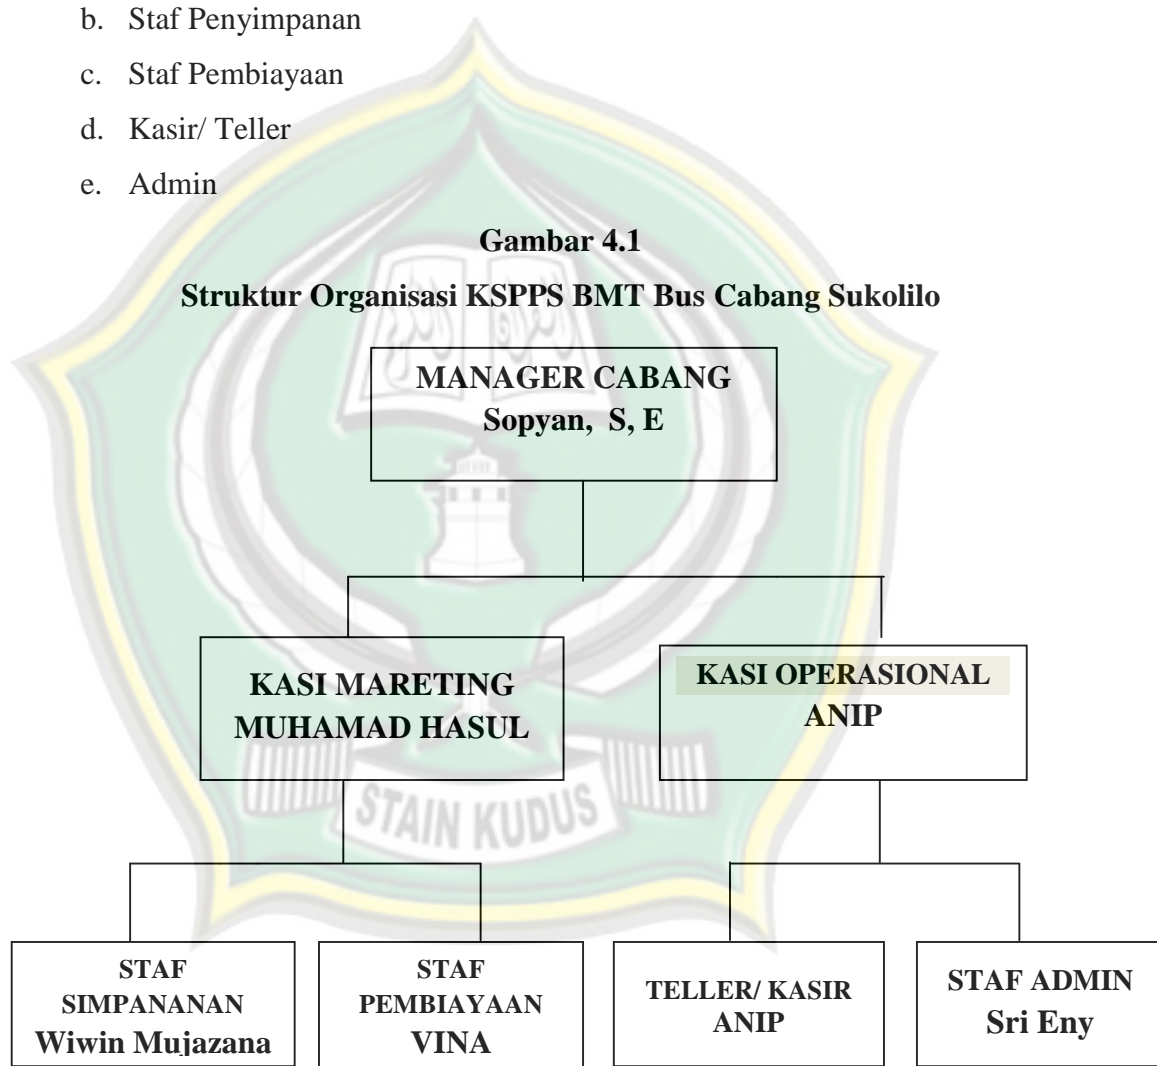 b. Staf Penyimpanan
c. Staf Pembiayaan
d. Kasir/ Teller
e. Admin
Gambar 4.1
Struktur Organisasi KSPPS BMT Bus Cabang Sukolilo
MANAGER CABANG
Sopyan, S, E
KASI MARETING
MUHAMAD HASUL
KASI OPERASIONAL
ANIP
STAIN KUDUS
STAF
SIMPANANAN
Wiwin Mujazana
STAF
PEMBIAYAAN
VINA
TELLER/ KASIR
ANIP
STAF ADMIN
Sri Eny